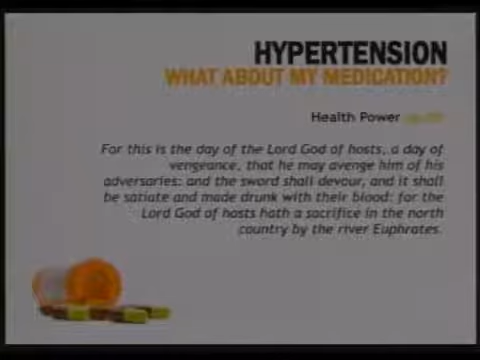 HYPERTENSION
WHAT ABOUT MY MEDICATION?
Health Power
For this is the day of the Lord God of hosts, a day of
vengeance, that he may avenge him of his
adversaries: and the sword shall devour, and it shall
be satiate and made drunk with their blood: for the
Lord God of hosts hath a sacrifice in the north
country by the river Euphrates.